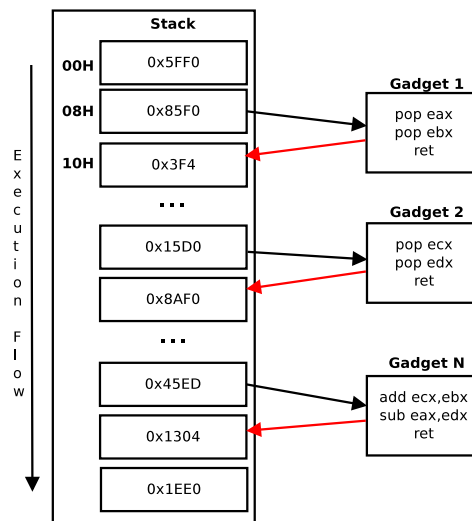 Stack
00H
0x5FF0
08H
0x85F0
10H
0x3F4
...
0x15D0
0x8AF0
...
0x45ED
0x1304
0x1EE0
Execution Flow
Gadget 1
pop eax
pop ebx
ret
Gadget 2
pop ecx
pop edx
ret
Gadget N
add ecx,ebx
sub eax,edx
ret